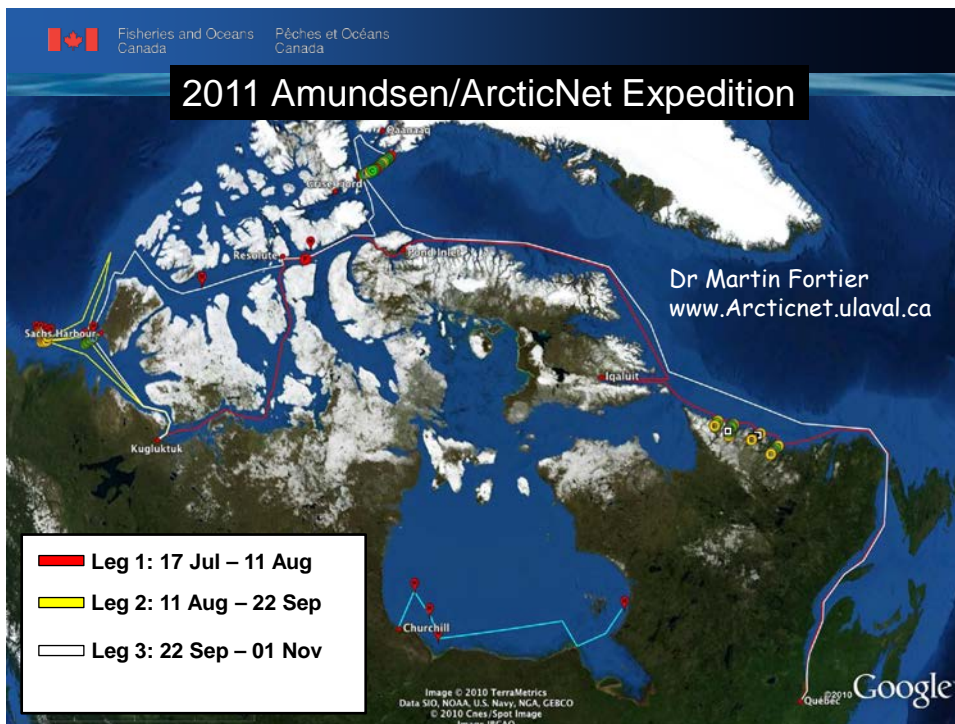 Fisheries and Oceans
Canada
Pêches et Océans
Canada
2011 Amundsen/ArcticNet Expedition
Qaanaaq
Resolute
Pond Inlet
Dr Martin Fortier
www.Arcticnet.ulaval.ca
Sachs Harbour
Iqaluit
Kugluktuk
Leg 1: 17 Jul – 11 Aug
Leg 2: 11 Aug – 22 Sep
Leg 3: 22 Sep – 01 Nov
Churchill
Image © 2010 TerraMetrics
Data SIO, NOAA, U.S. Navy, NGA, GEBCO
© 2010 Cnes/Spot Image
Québec
©2010 Google